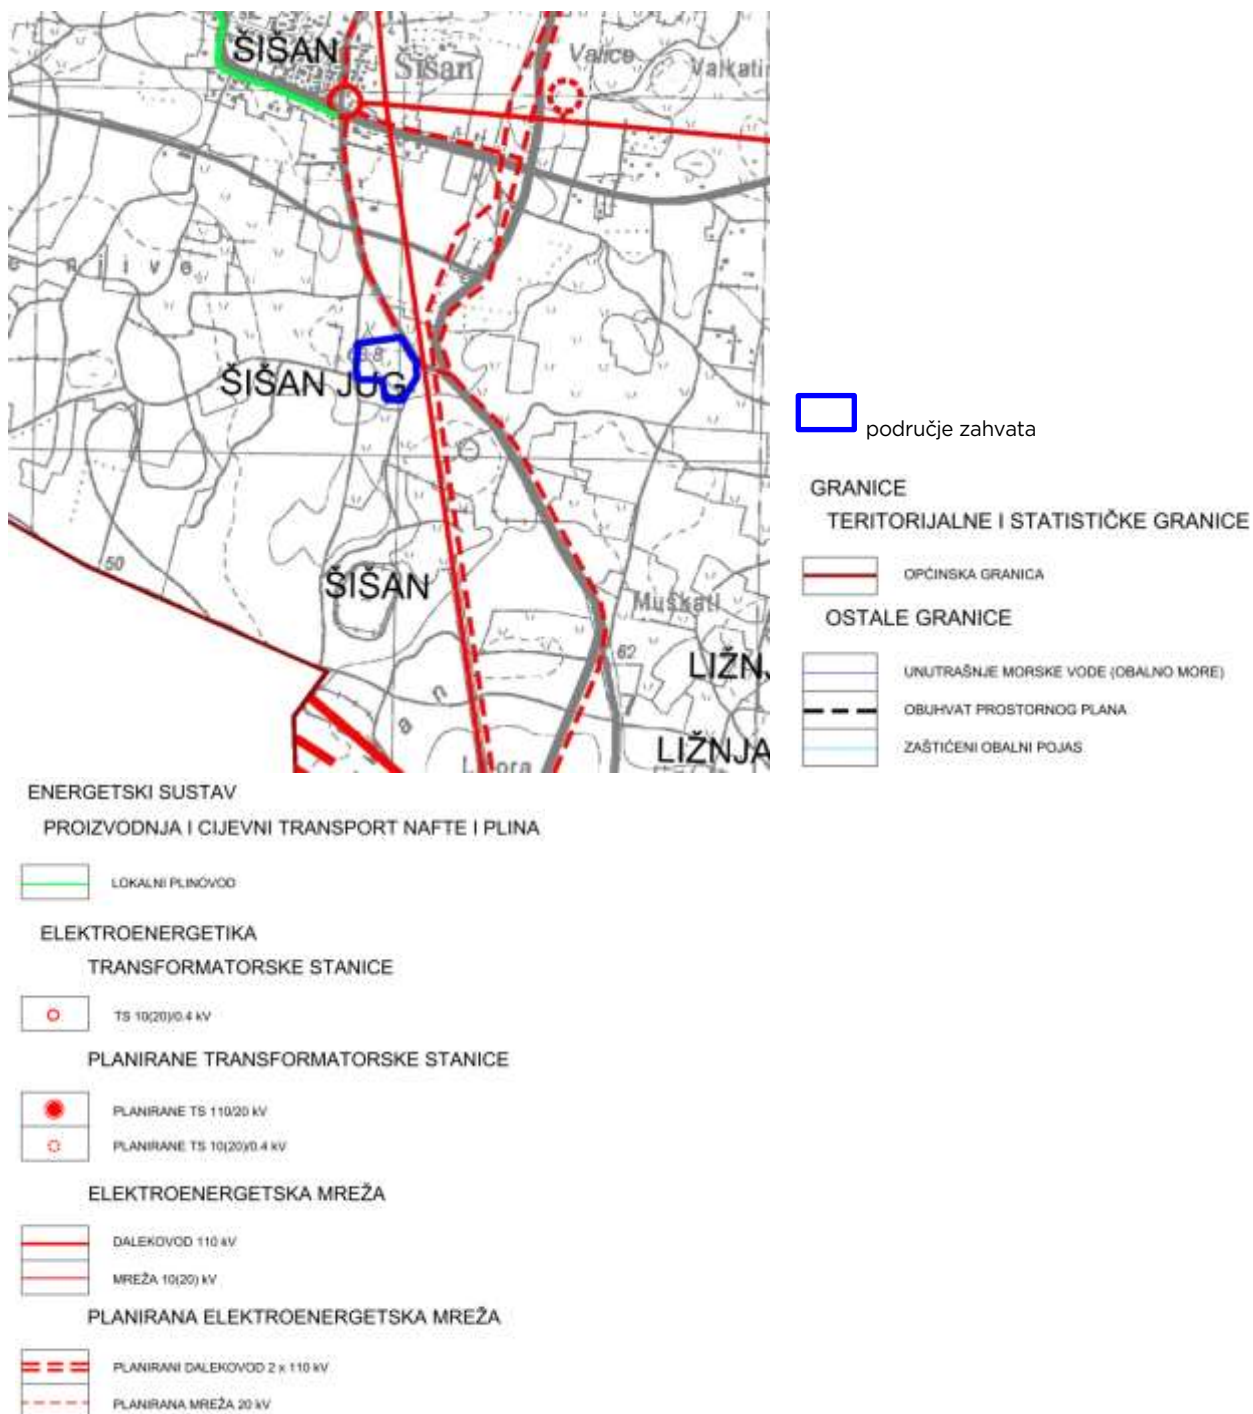 ŠIŠAN
Šišan
Valice
Valkati
n j i v e
ŠIŠAN JUG
50
ŠIŠAN
Muškati
62
LIŽNJ
LIŽNJA
područje zahvata
GRANICE
TERITORIJALNE I STATISTIČKE GRANICE
OPĆINSKA GRANICA
OSTALE GRANICE
UNUTRAŠNJE MORSKE VODE (OBALNO MORE)
OBUHVAT PROSTORNOG PLANA
ZAŠTIĆENI OBALNI POJAS
ENERGETSKI SUSTAV
PROIZVODNJA I CIJEVNI TRANSPORT NAFTE I PLINA
LOKALNI PLINOVOD
ELEKTROENERGETIKA
TRANSFORMATORSKE STANICE
TS 10(20)/0.4 kV
PLANIRANE TRANSFORMATORSKE STANICE
PLANIRANE TS 110/20 kV
PLANIRANE TS 10(20)/0.4 kV
ELEKTROENERGETSKA MREŽA
DALEKOVOD 110 kV
MREŽA 10(20) kV
PLANIRANA ELEKTROENERGETSKA MREŽA
PLANIRANI DALEKOVOD 2 x 110 kV
PLANIRANA MREŽA 20 kV